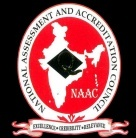 NATIONAL ASSESSMENT AND ACCREDITATION COUNCIL
NAAC
EXCELLENCE • CREDIBILITY • RELEVANCE